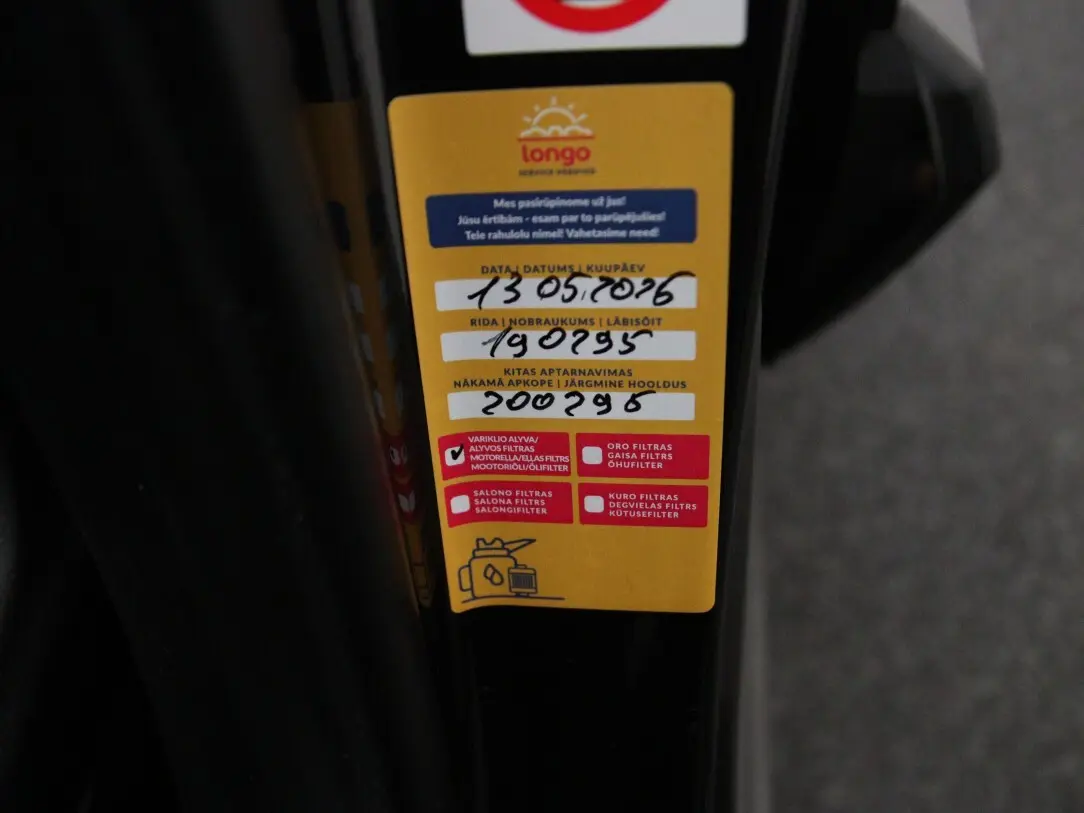 longo
Mes pasirūpinome už jus!
Jūsu ērtībām - esam par to parūpējušies!
Teie rahulolu nimel! Vahetasime need!
DATA | DATUMS | KUUPÄEV
13 05.2026
RIDA | NOBRAUKUMS | LÄBISÕIT
190295
KITAS APTARNAVIMAS
NĀKAMĀ APKOPE | JÄRGMINE HOOLDUS
200295
VARIKLIO ALYVA/
ALYVOS FILTRAS
MOTOREĻĻA/EĻĻAS FILTRS
MOOTORIÕLI/ÕLIFILTER
ORO FILTRAS
GAISA FILTRS
ÕHUFILTER
SALONO FILTRAS
SALONA FILTRS
SALONGIFILTER
KURO FILTRAS
DEGVIELAS FILTRS
KÜTUSEFILTER